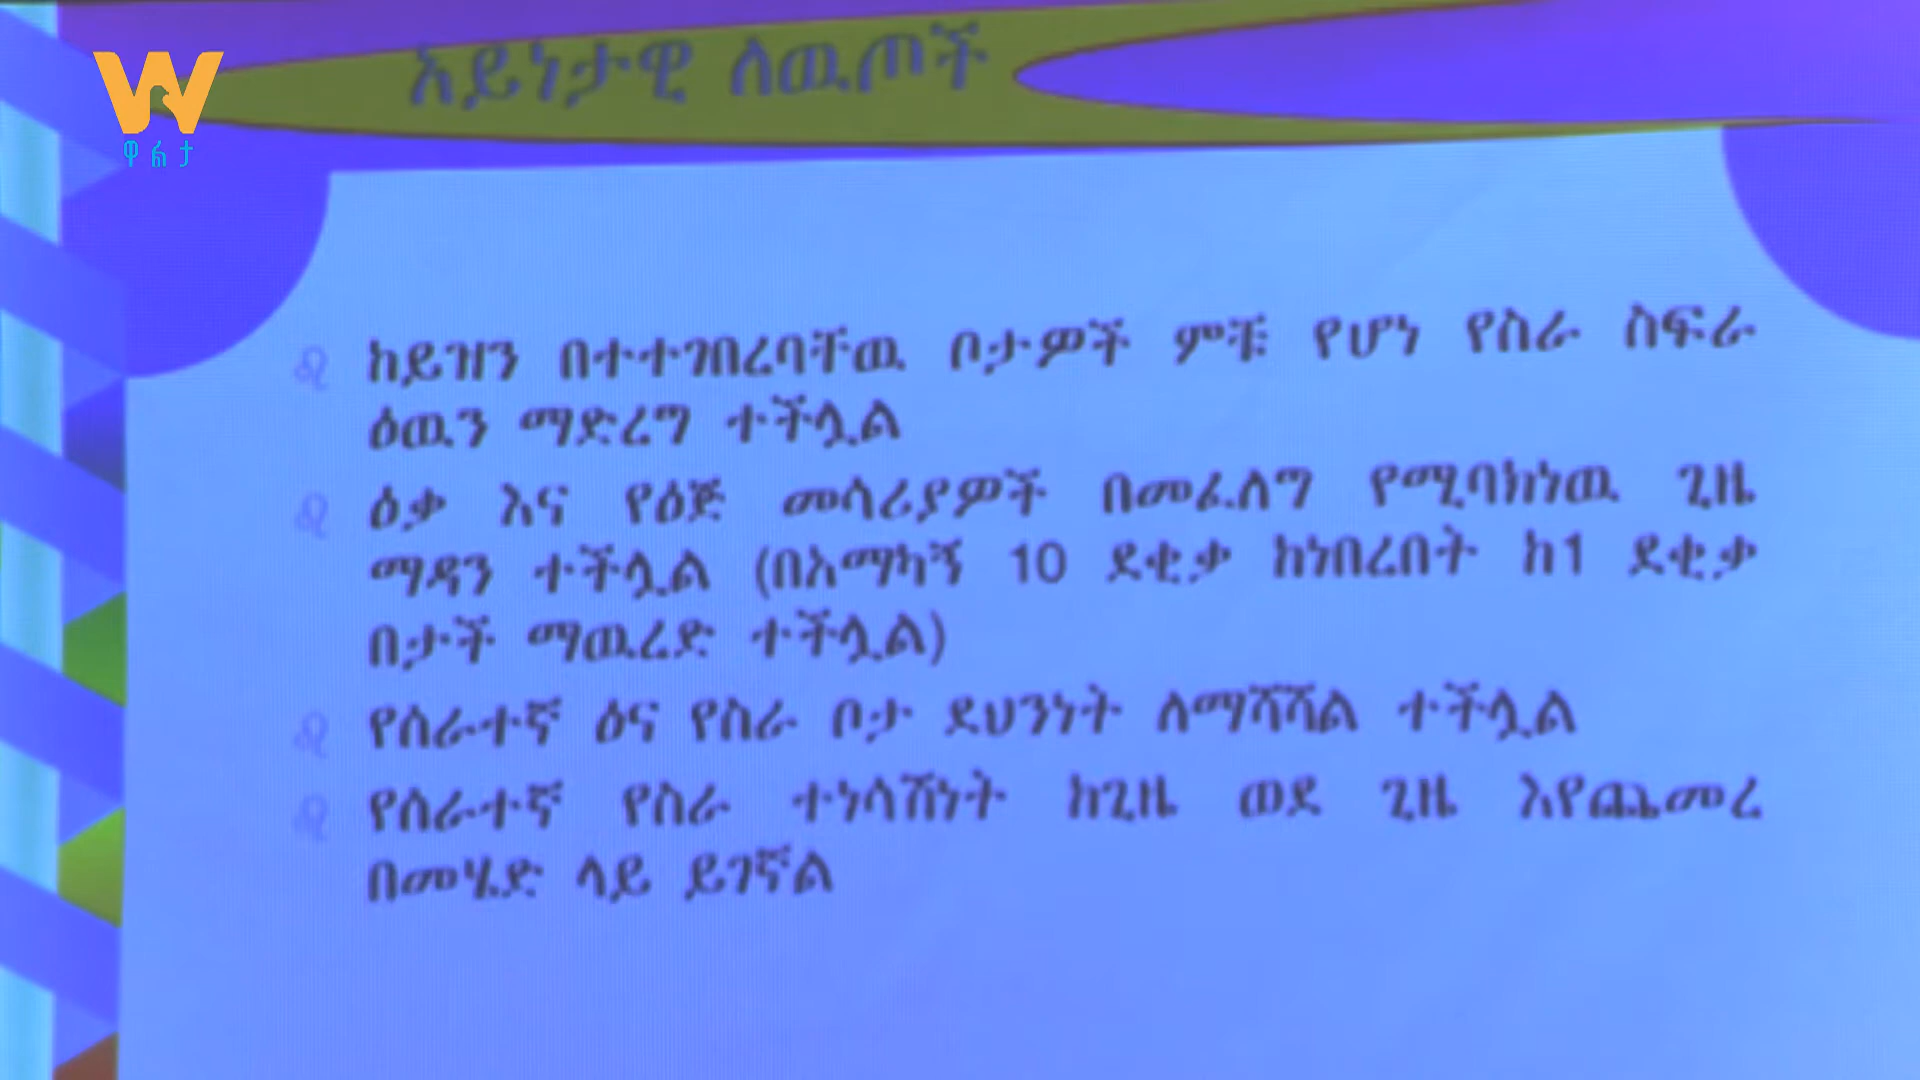 አይነታዊ ለዉጦች
ዋልታ
ከይዝን በተተገበረባቸዉ ቦታዎች ምቹ የሆነ የስራ ስፍራ
ዕዉን ማድረግ ተችሏል
ዕቃ እና የዕጅ መሳሪያዎች በመፈለግ የሚባክነዉ ጊዜ
ማዳን ተችሏል (በአማካኝ 10 ደቂቃ ከነበረበት ከ1 ደቂቃ
በታች ማዉረድ ተችሏል)
የሰራተኛ ዕና የስራ ቦታ ደህንነት ለማሻሻል ተችሏል
የሰራተኛ የስራ ተነሳሽነት ከጊዜ ወደ ጊዜ እየጨመረ
በመሄድ ላይ ይገኛል